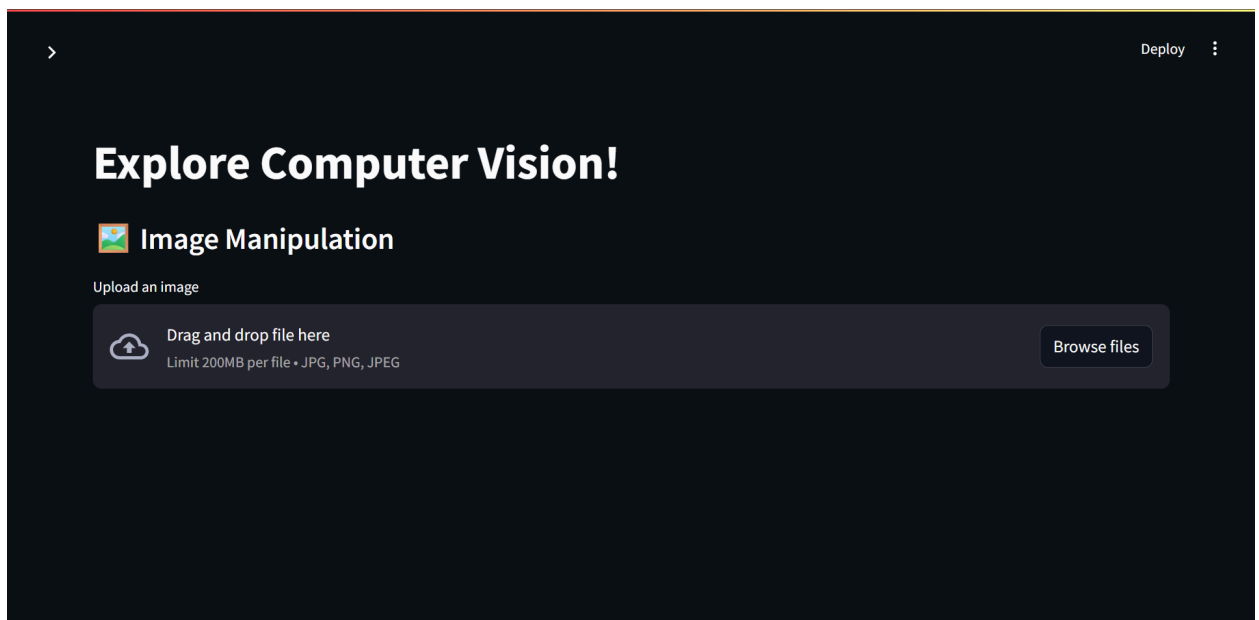 Deploy
Explore Computer Vision!
Image Manipulation
Upload an image
Drag and drop file here
Limit 200MB per file • JPG, PNG, JPEG
Browse files